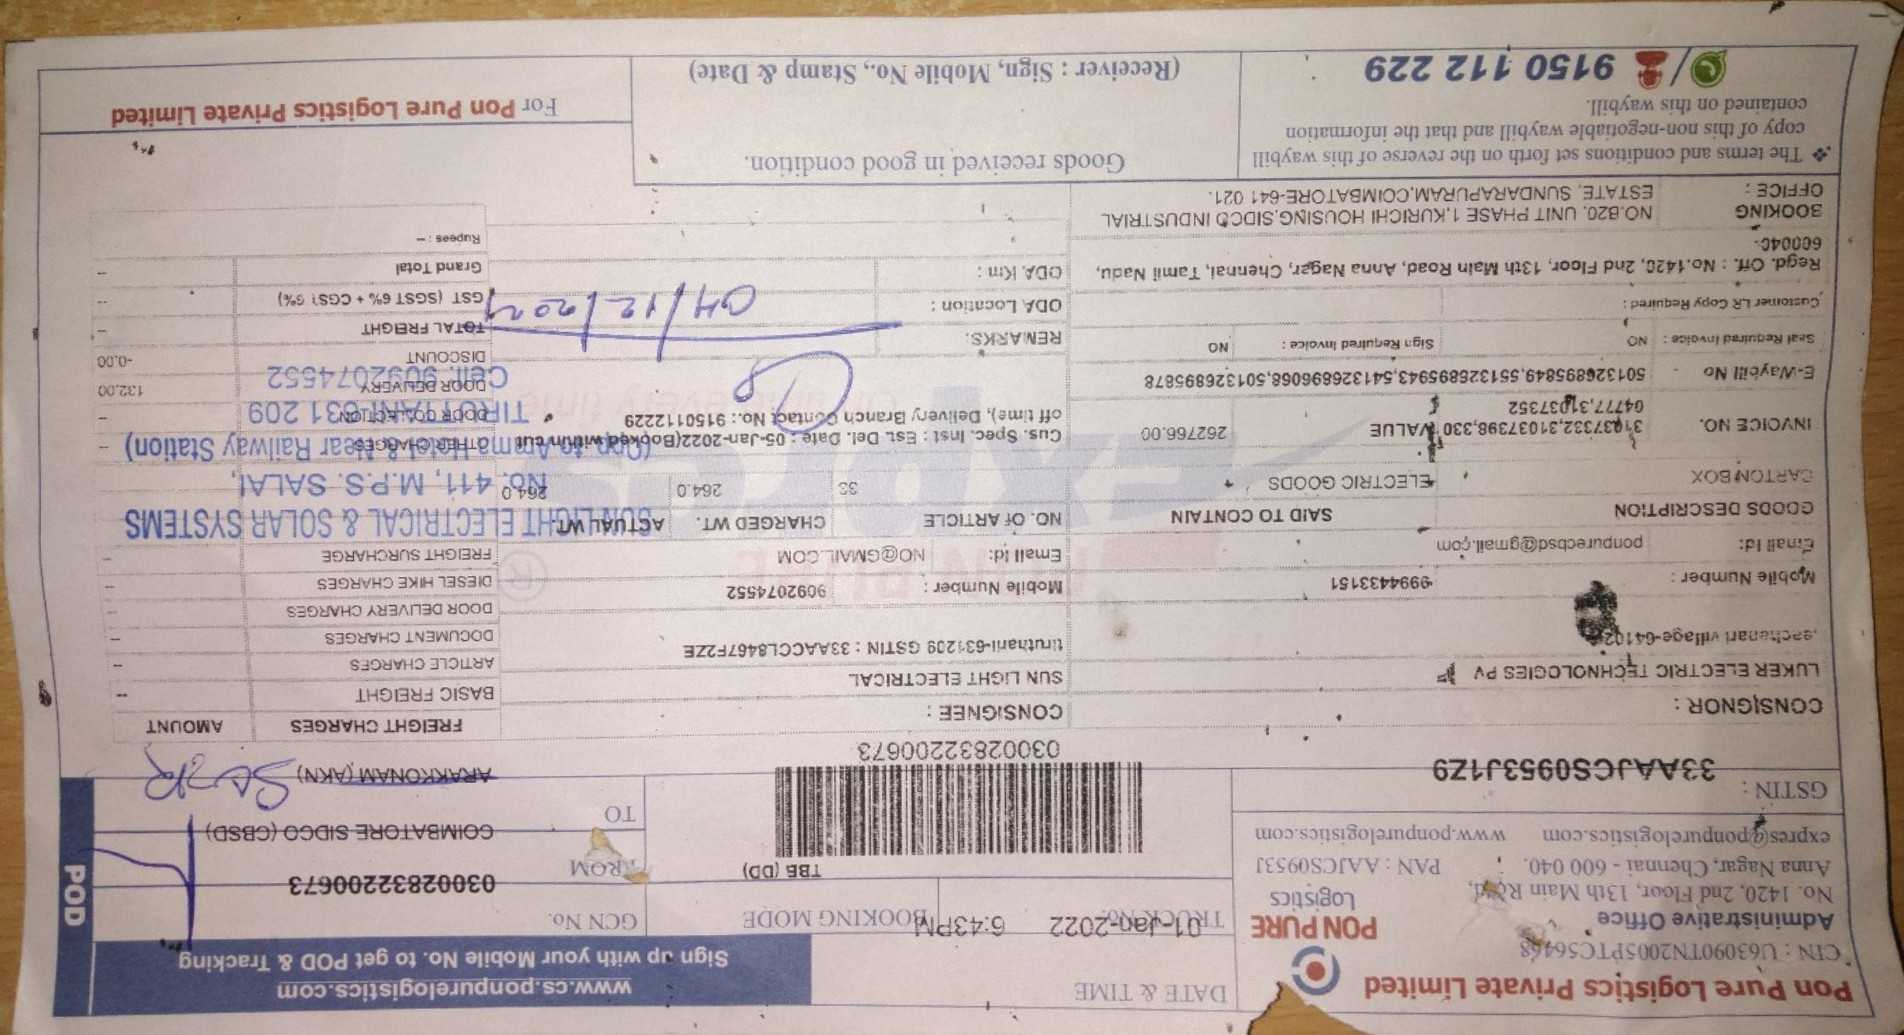 Pon Pure Logistics Private Limited
CIN : U63090TN2005PTC56468
Administrative Office
No. 1420, 2nd Floor, 13th Main Road,
Anna Nagar, Chennai - 600 040.
PAN : AAJCS0953J
expres@ponpurelogistics.com www.ponpurelogistics.com
PON PURE
Logistics
GSTIN :
33AAJCS0953J1Z9
DATE & TIME
TRUCK No.
01-Jan-2022 6:43PM
BOOKING MODE
TBB (DD)
0300283220673
www.cs.ponpurelogistics.com
Sign up with your Mobile No. to get POD & Tracking
GCN No.
0300283220673
FROM
COIMBATORE SIDCO (CBSD)
TO
ARAKKONAM (AKN)
POD
CONSIGNOR :
LUKER ELECTRIC TECHNOLOGIES PV
Mobile Number : 9994433151
Email Id: ponpurecbsd@gmail.com
CONSIGNEE :
SUN LIGHT ELECTRICAL
tiruthani-631209 GSTIN : 33AACCL8467F2ZE
Mobile Number : 9092074552
Email Id: NO@GMAIL.COM
FREIGHT CHARGES AMOUNT
BASIC FREIGHT --
ARTICLE CHARGES --
DOCUMENT CHARGES --
DOOR DELIVERY CHARGES --
DIESEL HIKE CHARGES --
FREIGHT SURCHARGE --
OTHER CHARGES --
DOOR COLLECTION --
DOOR DELIVERY 132.00
DISCOUNT -0.00
TOTAL FREIGHT --
GST (SGST 6% + CGST 6%) --
Grand Total --
Rupees : --
GOODS DESCRIPTION SAID TO CONTAIN
CARTON BOX ELECTRIC GOODS
NO. Of ARTICLE CHARGED WT. ACTUAL WT.
33 264.0 264.0
INVOICE NO. 31037332,31037398,330
04777,31037352
VALUE 262766.00
E-Waybill No 501326895849,551326895943,541326896068,501326895878
Cus. Spec. Inst : Est. Del. Date : 05-Jan-2022(Booked within cut
off time), Delivery Branch Contact No.: 9150112229
SUN LIGHT ELECTRICAL & SOLAR SYSTEMS
No. 411, M.P.S. SALAI,
(Opp. to Amma Hotel & Near Railway Station)
TIRUTTANI-631 209
Cell: 9092074552
Seal Required Invoice : NO
Sign Required Invoice : NO
Customer LR Copy Required :
REMARKS:
ODA Location :
ODA Km :
Regd. Off. : No.1420, 2nd Floor, 13th Main Road, Anna Nagar, Chennai, Tamil Nadu,
600040.
BOOKING OFFICE : NO.B20, UNIT PHASE 1,KURICHI HOUSING,SIDCO INDUSTRIAL
ESTATE, SUNDARAPURAM,COIMBATORE-641 021.
The terms and conditions set forth on the reverse of this waybill
copy of this non-negotiable waybill and that the information
contained on this waybill.
9150 112 229
Goods received in good condition.
(Receiver : Sign, Mobile No., Stamp & Date)
For Pon Pure Logistics Private Limited